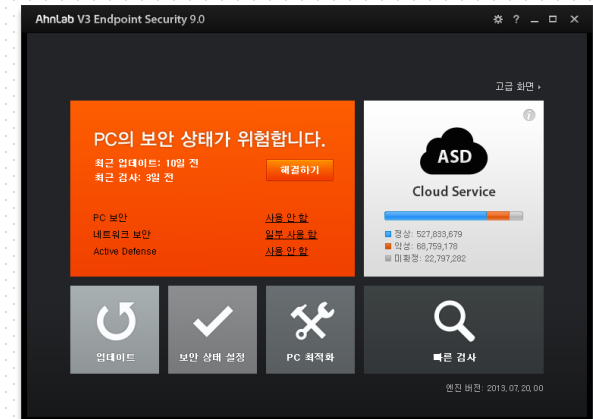 AhnLab V3 Endpoint Security 9.0
고급 화면
PC의 보안 상태가 위험합니다.
최근 업데이트: 10일 전
최근 검사: 3일 전
해결하기
PC 보안 사용 안 함
네트워크 보안 일부 사용 함
Active Defense 사용 안 함
ASD
Cloud Service
정상: 527,833,679
악성: 68,759,178
미확정: 22,797,282
업데이트
보안 상태 설정
PC 최적화
빠른 검사
엔진 버전: 2013, 07, 20, 00